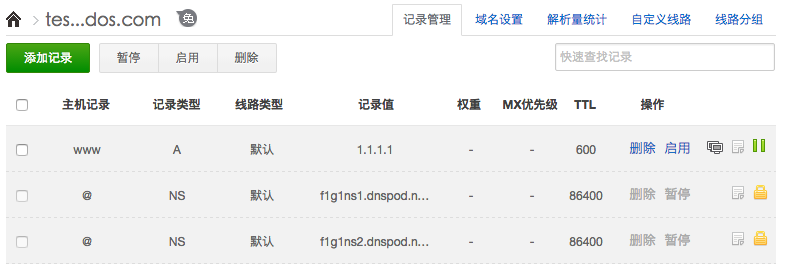 tes...dos.com 免
记录管理 域名设置 解析量统计 自定义线路 线路分组
添加记录 暂停 启用 删除 快速查找记录
主机记录 记录类型 线路类型 记录值 权重 MX优先级 TTL 操作
www A 默认 1.1.1.1 - - 600 删除 启用
@ NS 默认 f1g1ns1.dnspod.n... - - 86400 删除 暂停
@ NS 默认 f1g1ns2.dnspod.n... - - 86400 删除 暂停